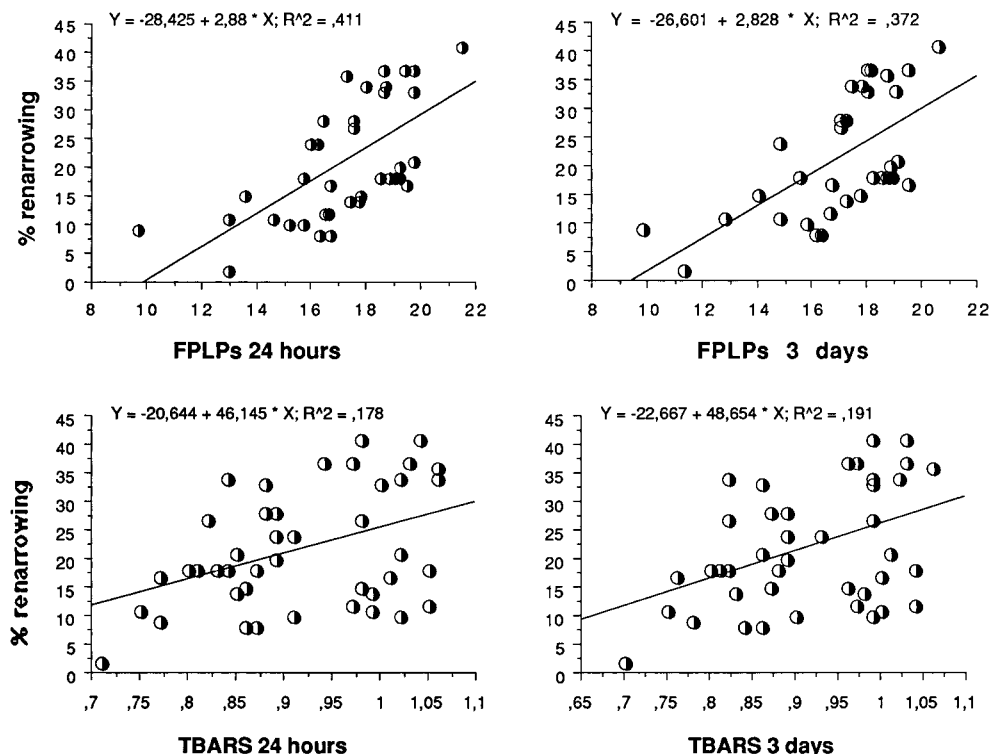 Y = -28,425 + 2,88 * X; R^2 = ,411
45
40
35
30
25
20
15
10
5
0
% renarrowing
8 10 12 14 16 18 20 22
FPLPs 24 hours
Y = -26,601 + 2,828 * X; R^2 = ,372
45
40
35
30
25
20
15
10
5
0
8 10 12 14 16 18 20 22
FPLPs 3 days
Y = -20,644 + 46,145 * X; R^2 = ,178
45
40
35
30
25
20
15
10
5
0
% renarrowing
,7 ,75 ,8 ,85 ,9 ,95 1 1,05 1,1
TBARS 24 hours
Y = -22,667 + 48,654 * X; R^2 = ,191
45
40
35
30
25
20
15
10
5
0
,65 ,7 ,75 ,8 ,85 ,9 ,95 1 1,05 1,1
TBARS 3 days